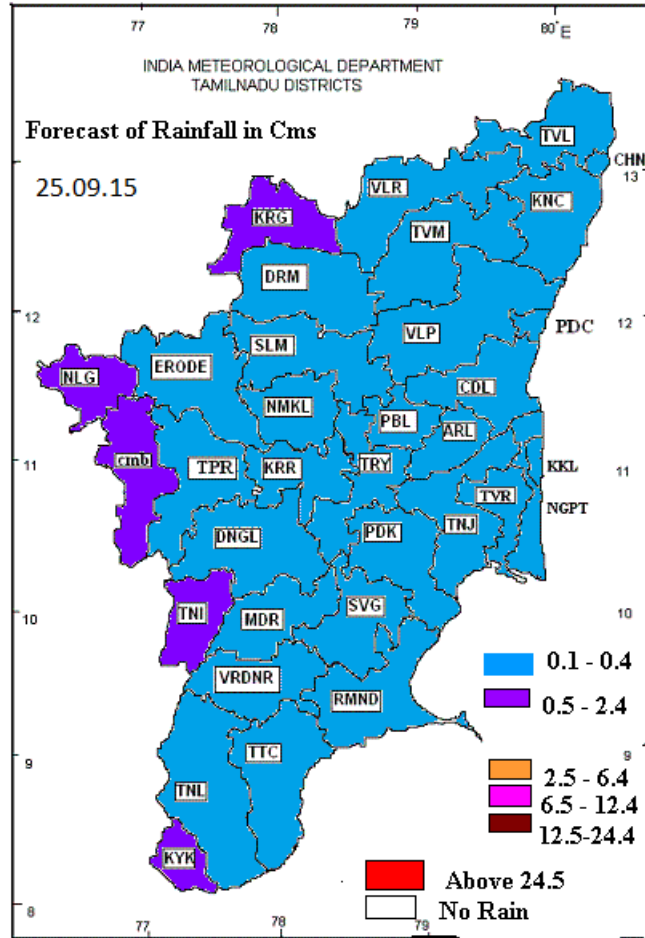 77 78 79 80° E
INDIA METEOROLOGICAL DEPARTMENT
TAMILNADU DISTRICTS
Forecast of Rainfall in Cms
25.09.15
TVL
CHN
13
VLR
KNC
KRG
TVM
DRM
12
12
PDC
SLM
VLP
ERODE
NLG
CDL
NMKL
PBL
ARL
cmb
TPR
KRR
TRY
KKL
11
11
TVR
NGPT
TNJ
DNGL
PDK
10
TNI
MDR
SVG
10
0.1 - 0.4
VRDNR
RMND
0.5 - 2.4
9
TTC
9
2.5 - 6.4
TNL
6.5 - 12.4
12.5-24.4
KYK
Above 24.5
No Rain
8
77 78 79